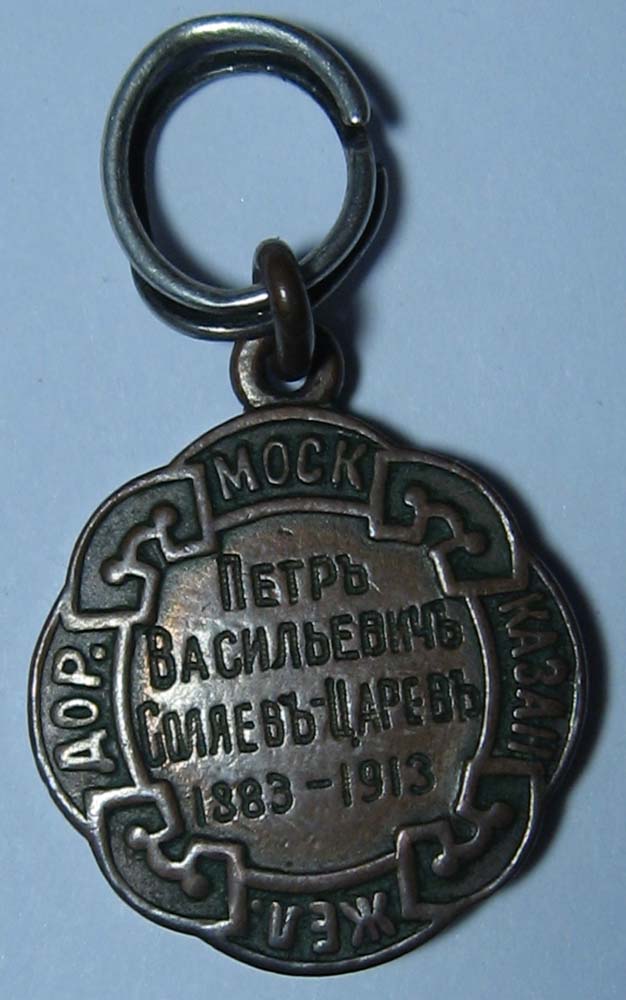 МОСК
КАЗАН
ЖЕЛ.
ДОР.
ПЕТРЪ
ВАСИЛЬЕВИЧЪ
СОЛЯЕВЪ-ЦАРЕВЪ
1883-1913